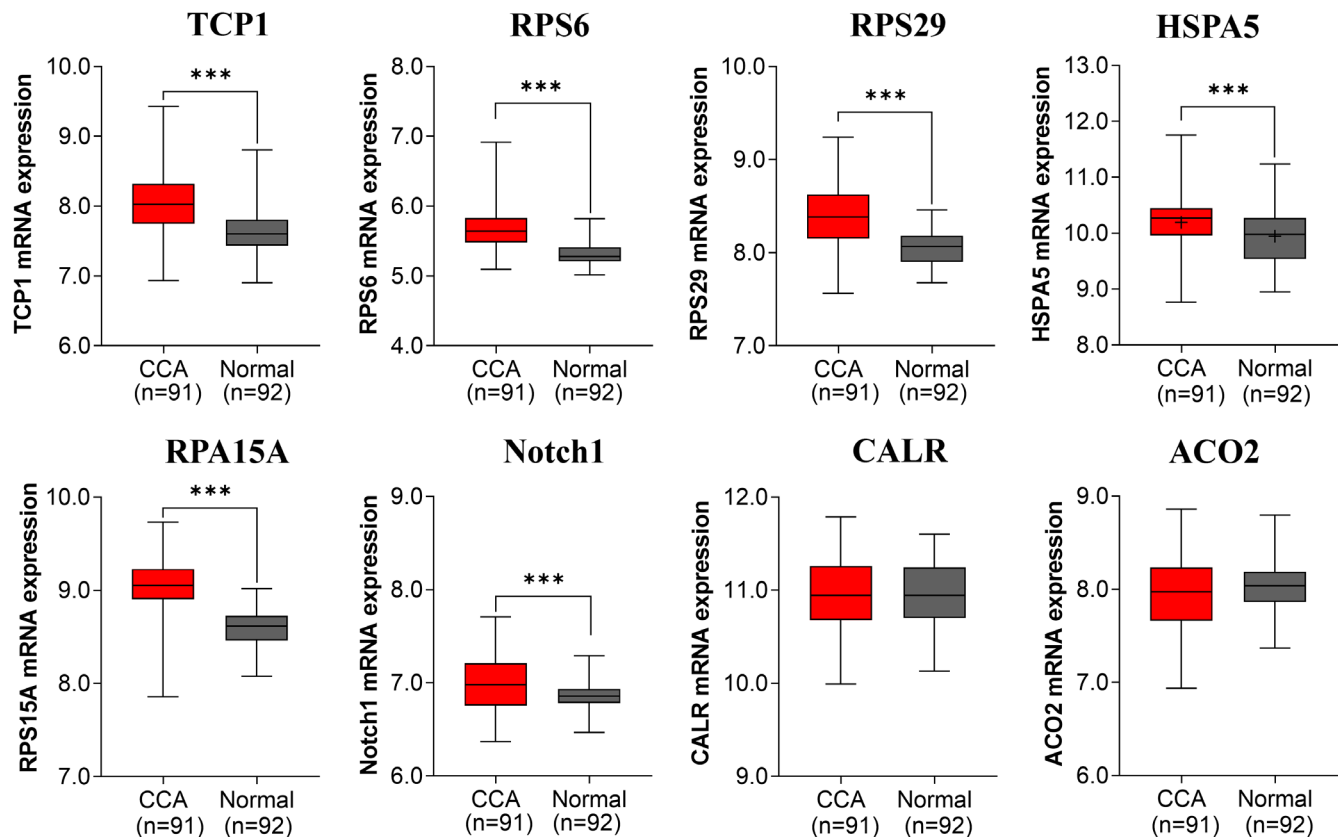 TCP1
TCP1 mRNA expression
10.0
9.0
8.0
7.0
6.0
***
CCA
(n=91)
Normal
(n=92)
RPS6
RPS6 mRNA expression
8.0
7.0
6.0
5.0
4.0
***
CCA
(n=91)
Normal
(n=92)
RPS29
RPS29 mRNA expression
10.0
9.0
8.0
7.0
***
CCA
(n=91)
Normal
(n=92)
HSPA5
HSPA5 mRNA expression
13.0
12.0
11.0
10.0
9.0
8.0
***
CCA
(n=91)
Normal
(n=92)
RPA15A
RPS15A mRNA expression
10.0
9.0
8.0
7.0
***
CCA
(n=91)
Normal
(n=92)
Notch1
Notch1 mRNA expression
9.0
8.0
7.0
6.0
***
CCA
(n=91)
Normal
(n=92)
CALR
CALR mRNA expression
12.0
11.0
10.0
9.0
CCA
(n=91)
Normal
(n=92)
ACO2
ACO2 mRNA expression
9.0
8.0
7.0
6.0
CCA
(n=91)
Normal
(n=92)